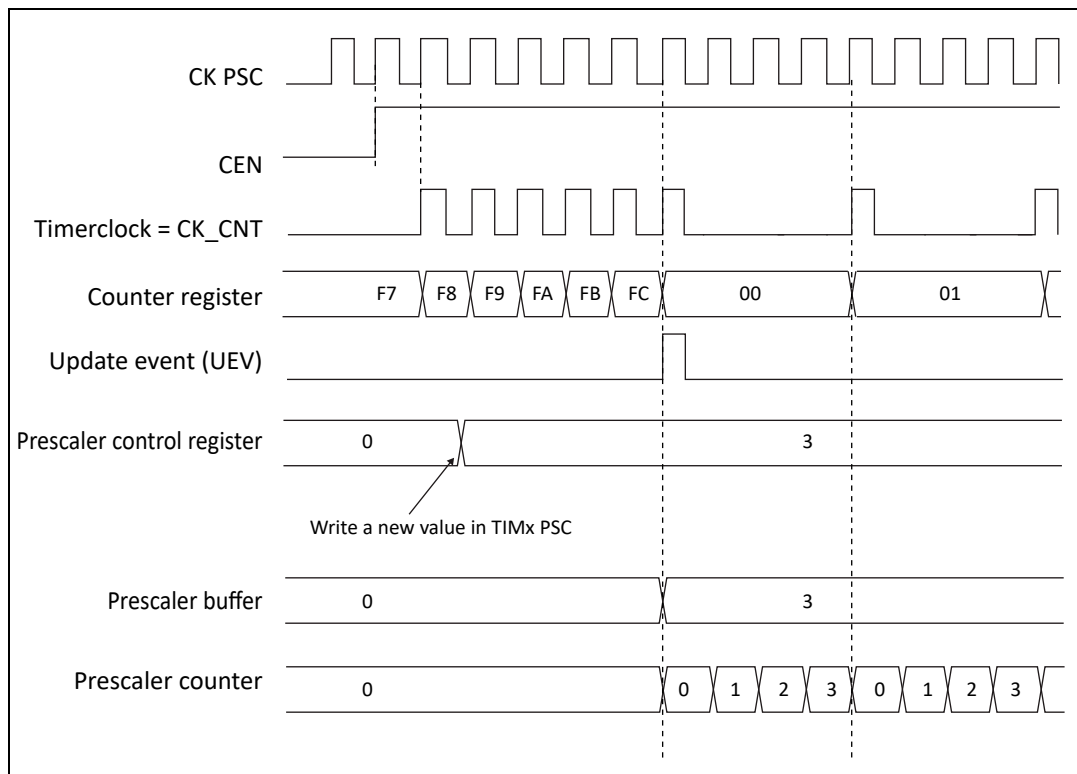 CK PSC
CEN
Timerclock = CK_CNT
Counter register
F7 F8 F9 FA FB FC 00 01
Update event (UEV)
Prescaler control register
0 3
Write a new value in TIMx PSC
Prescaler buffer
0 3
Prescaler counter
0 0 1 2 3 0 1 2 3